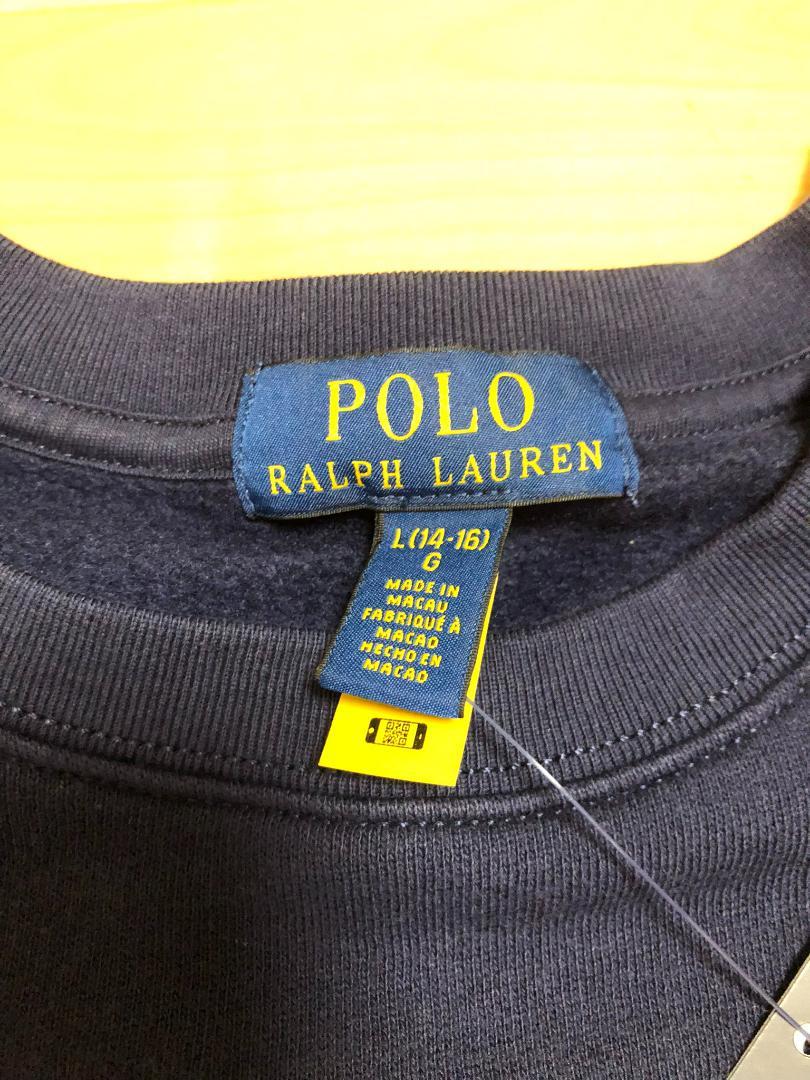 POLO
RALPH LAUREN
L(14-16)
G
MADE IN
MACAU
FABRIQUÉ À
MACAO
HECHO EN
MACAO